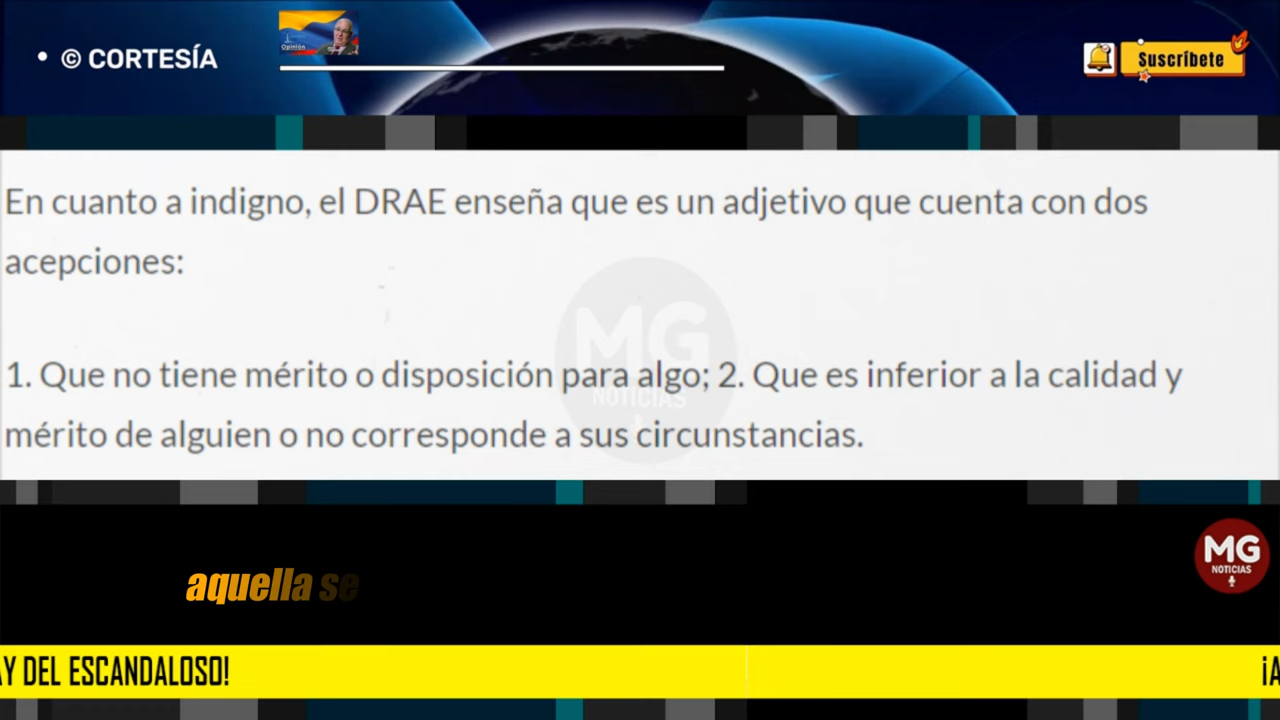 • © CORTESÍA
Opinión
Suscríbete
En cuanto a indigno, el DRAE enseña que es un adjetivo que cuenta con dos
acepciones:
1. Que no tiene mérito o disposición para algo; 2. Que es inferior a la calidad y
mérito de alguien o no corresponde a sus circunstancias.
MG
NOTICIAS
aquella se
MG
NOTICIAS
AY DEL ESCANDALOSO!
¡A